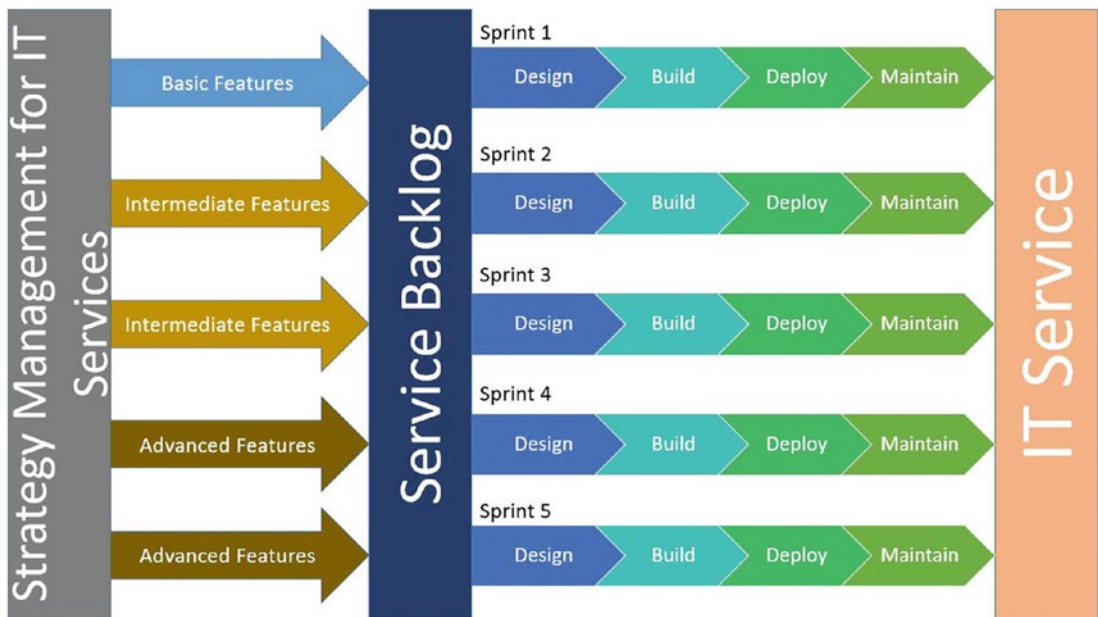 Strategy Management for IT
Services
Basic Features
Intermediate Features
Intermediate Features
Advanced Features
Advanced Features
Service Backlog
Sprint 1
Design
Build
Deploy
Maintain
Sprint 2
Design
Build
Deploy
Maintain
Sprint 3
Design
Build
Deploy
Maintain
Sprint 4
Design
Build
Deploy
Maintain
Sprint 5
Design
Build
Deploy
Maintain
IT Service